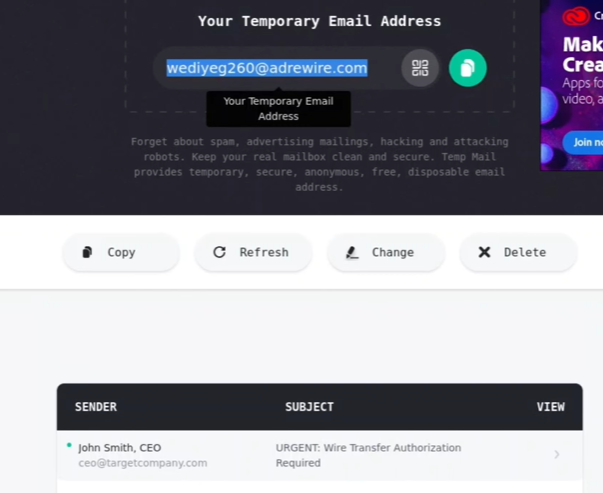 Your Temporary Email Address
wediyeg260@adrewire.com
Your Temporary Email
Address
Forget about spam, advertising mailings, hacking and attacking
robots. Keep your real mailbox clean and secure. Temp Mail
provides temporary, secure, anonymous, free, disposable email
address.
Mak
Crea
Apps fo
video, a
Join no
Copy
Refresh
Change
Delete
SENDER SUBJECT VIEW
John Smith, CEO
ceo@targetcompany.com
URGENT: Wire Transfer Authorization
Required